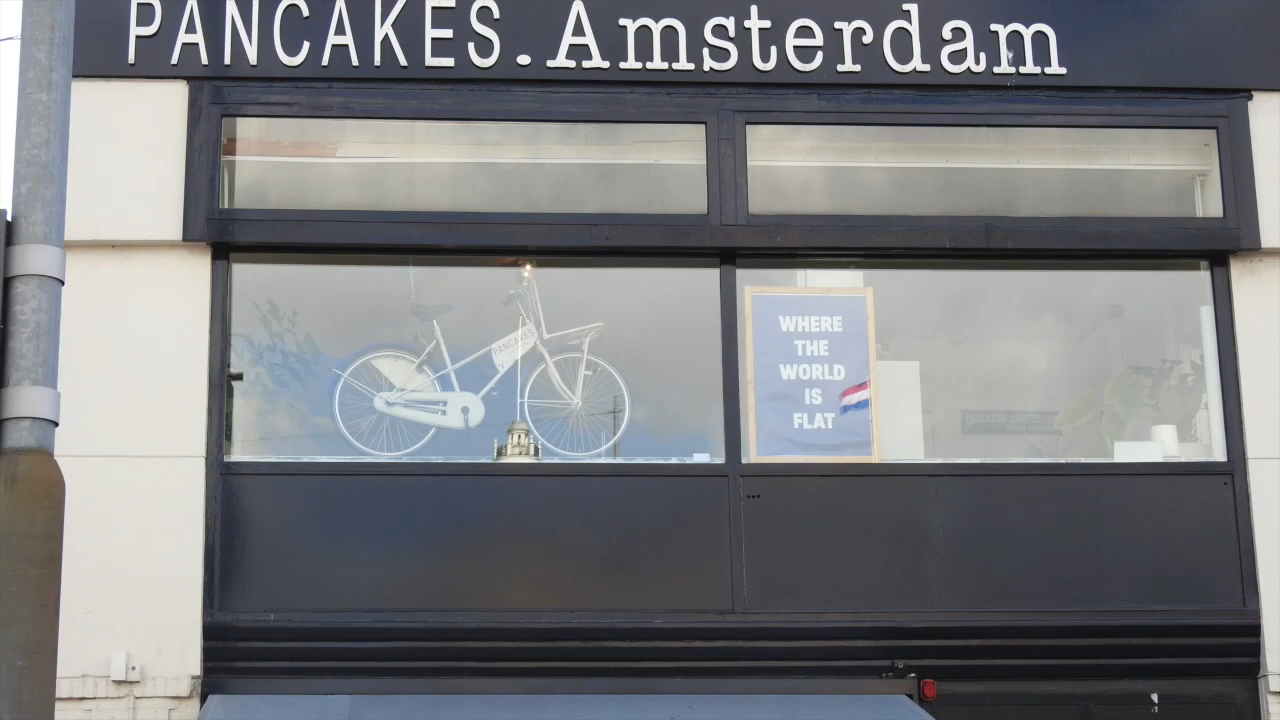 PANCAKES.Amsterdam
PANCAKES
WHERE
THE
WORLD
IS
FLAT